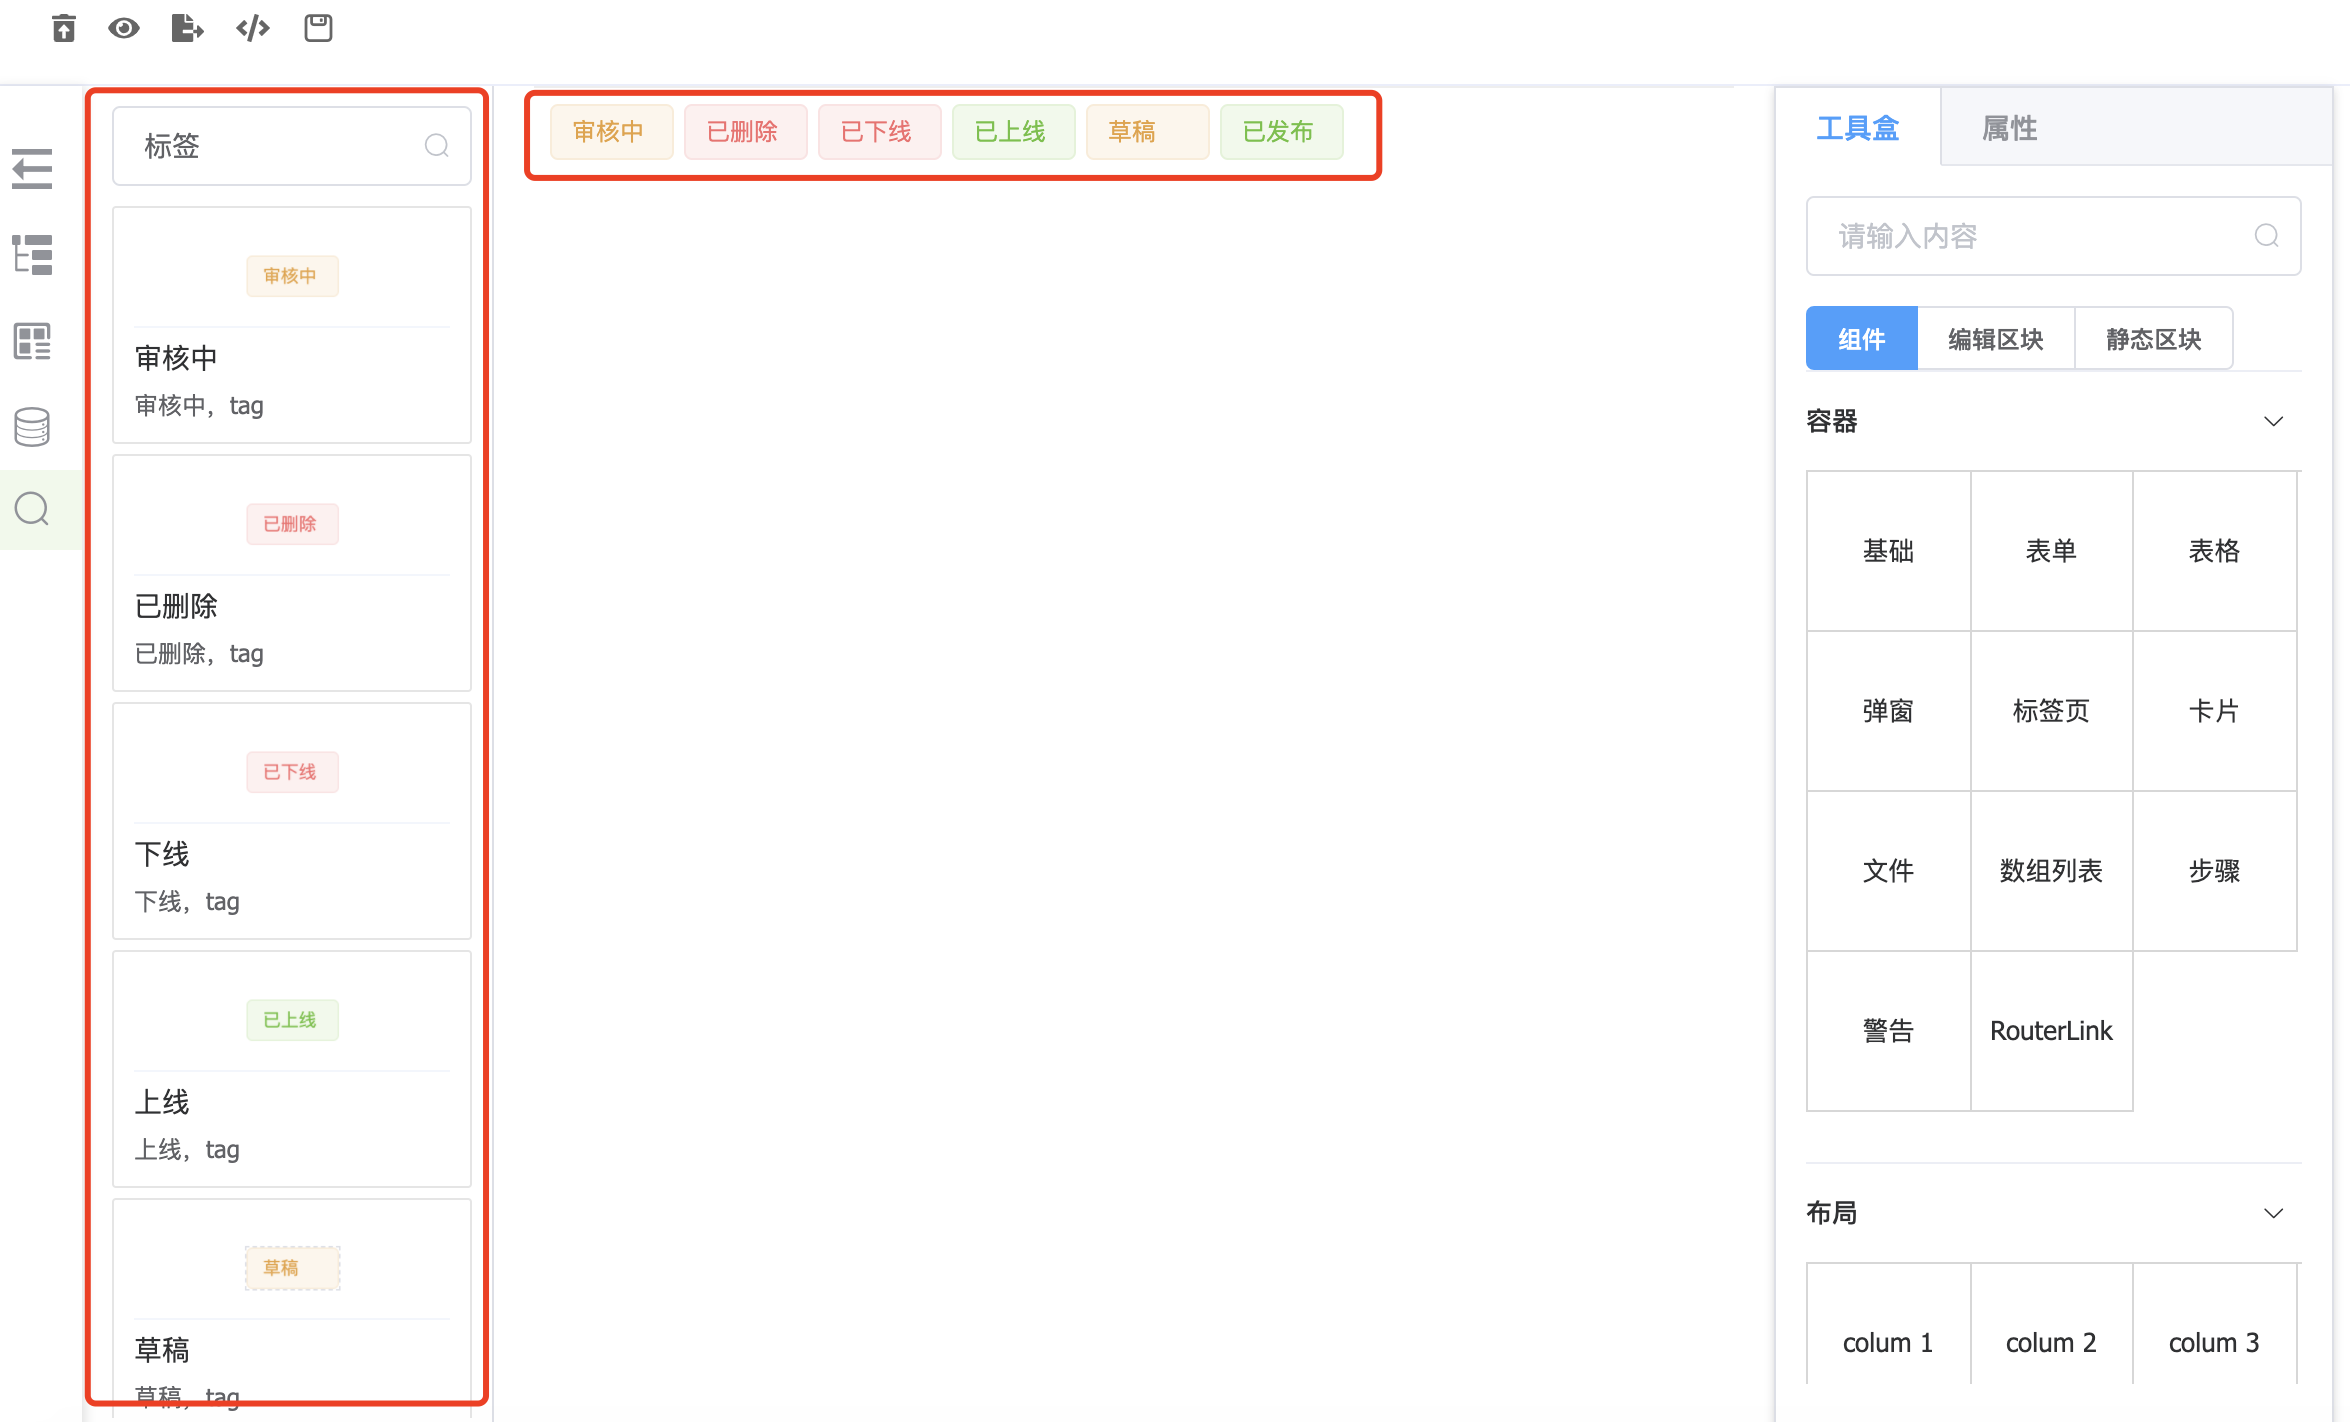 标签
审核中
审核中
审核中，tag
已删除
已删除
已删除，tag
已下线
下线
下线，tag
已上线
上线
上线，tag
草稿
草稿
草稿，tag
审核中 已删除 已下线 已上线 草稿 已发布
工具盒 属性
请输入内容
组件 编辑区块 静态区块
容器
基础 表单 表格
弹窗 标签页 卡片
文件 数组列表 步骤
警告 RouterLink
布局
colum 1 colum 2 colum 3